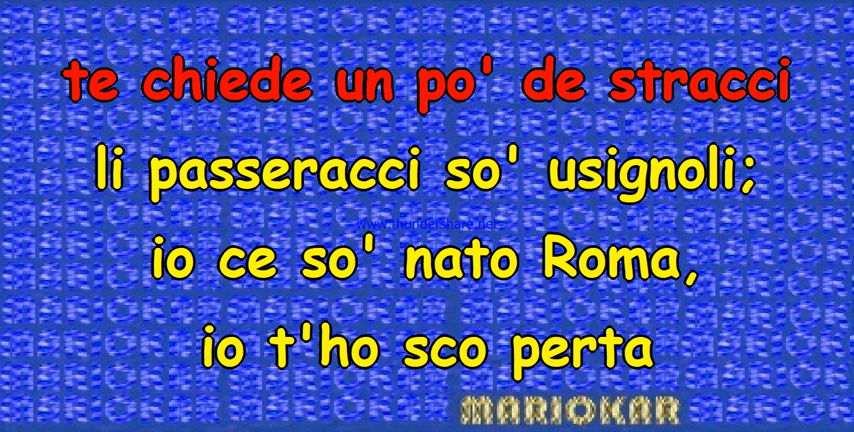 te chiede un po' de stracci
li passeracci so' usignoli;
www.thundershare.net
io ce so' nato Roma,
io t'ho sco perta
MARIOKAR